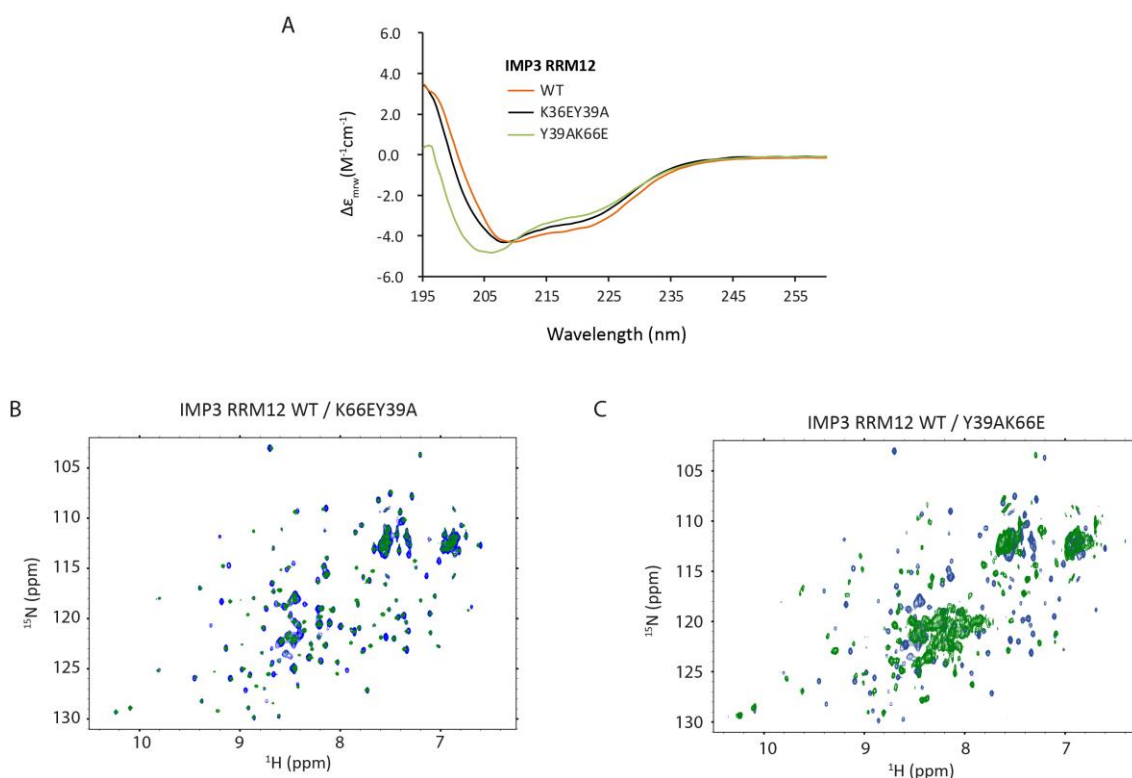 A
6.0
4.0
2.0
0.0
-2.0
-4.0
-6.0
Δε_mrw(M⁻¹cm⁻¹)
IMP3 RRM12
WT
K36EY39A
Y39AK66E
195 205 215 225 235 245 255
Wavelength (nm)
B
IMP3 RRM12 WT / K66EY39A
105
110
115
120
125
130
¹⁵N (ppm)
10 9 8 7
¹H (ppm)
C
IMP3 RRM12 WT / Y39AK66E
105
110
115
120
125
130
¹⁵N (ppm)
10 9 8 7
¹H (ppm)